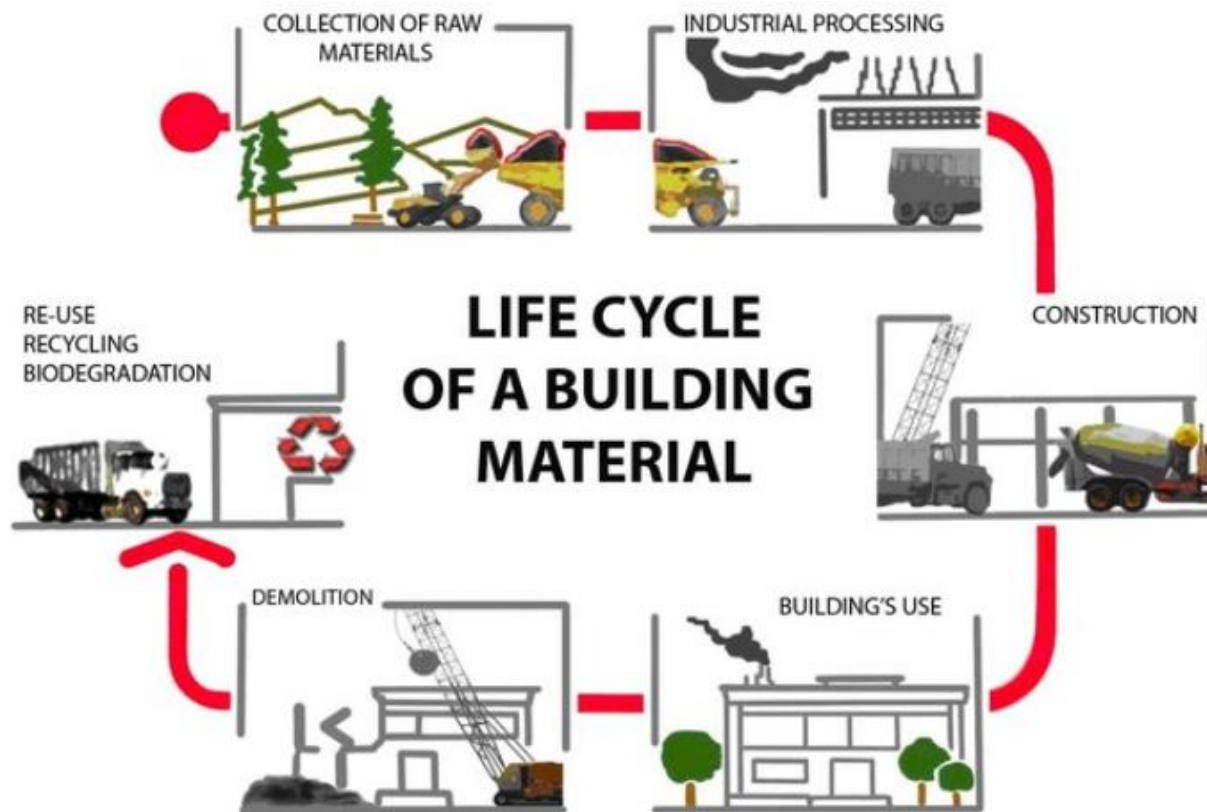 COLLECTION OF RAW
MATERIALS
INDUSTRIAL PROCESSING
CONSTRUCTION
BUILDING'S USE
DEMOLITION
RE-USE
RECYCLING
BIODEGRADATION
LIFE CYCLE
OF A BUILDING
MATERIAL